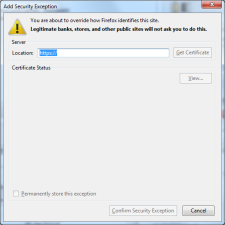 Add Security Exception
You are about to override how Firefox identifies this site.
Legitimate banks, stores, and other public sites will not ask you to do this.
Server
Location: https:// Get Certificate
Certificate Status
View...
Permanently store this exception
Confirm Security Exception Cancel